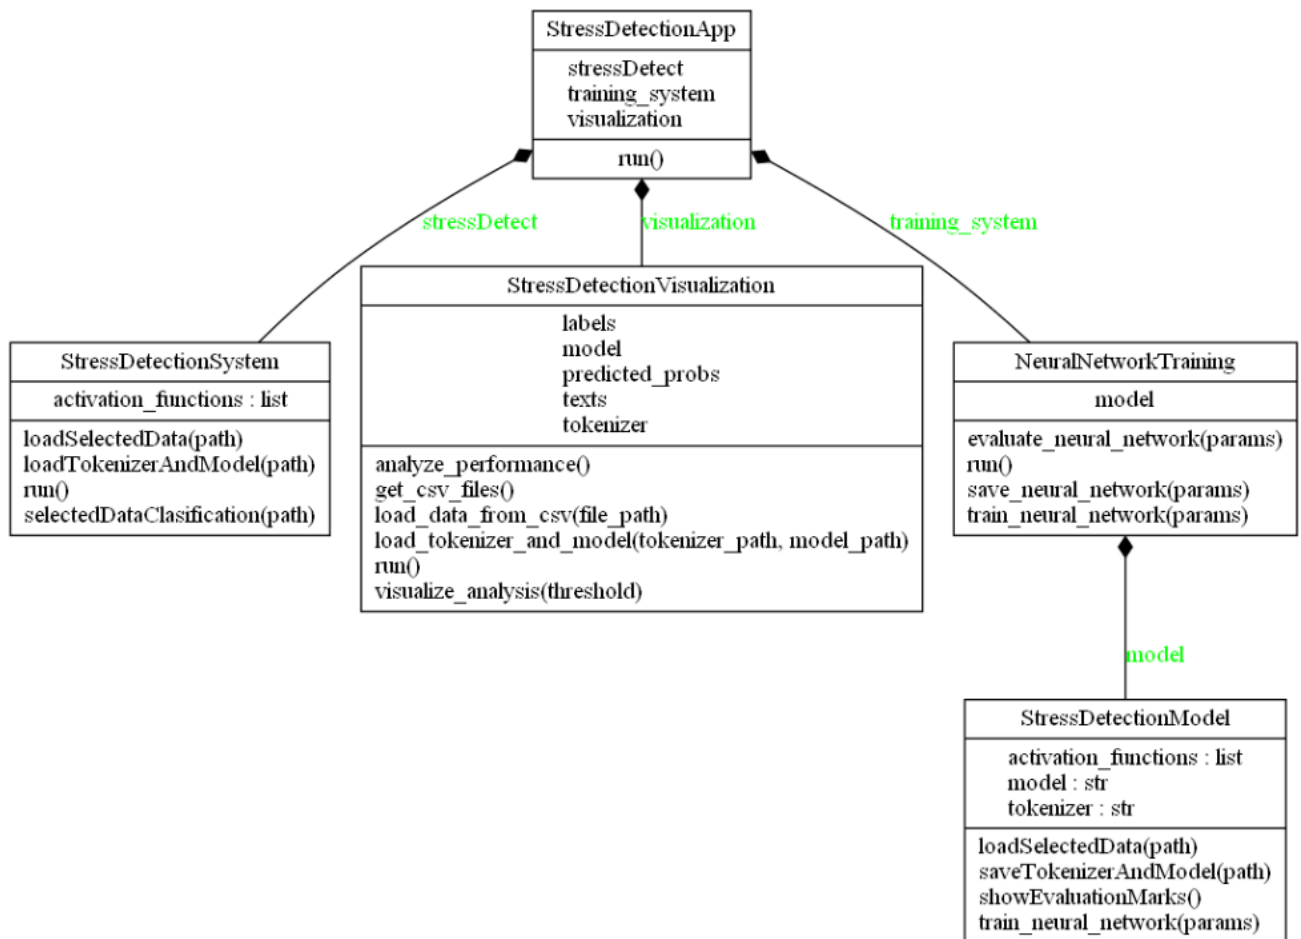 StressDetectionApp
stressDetect
training_system
visualization
run()
stressDetect
visualization
training_system
StressDetectionSystem
activation_functions : list
loadSelectedData(path)
loadTokenizerAndModel(path)
run()
selectedDataClasification(path)
StressDetectionVisualization
labels
model
predicted_probs
texts
tokenizer
analyze_performance()
get_csv_files()
load_data_from_csv(file_path)
load_tokenizer_and_model(tokenizer_path, model_path)
run()
visualize_analysis(threshold)
NeuralNetworkTraining
model
evaluate_neural_network(params)
run()
save_neural_network(params)
train_neural_network(params)
model
StressDetectionModel
activation_functions : list
model : str
tokenizer : str
loadSelectedData(path)
saveTokenizerAndModel(path)
showEvaluationMarks()
train_neural_network(params)